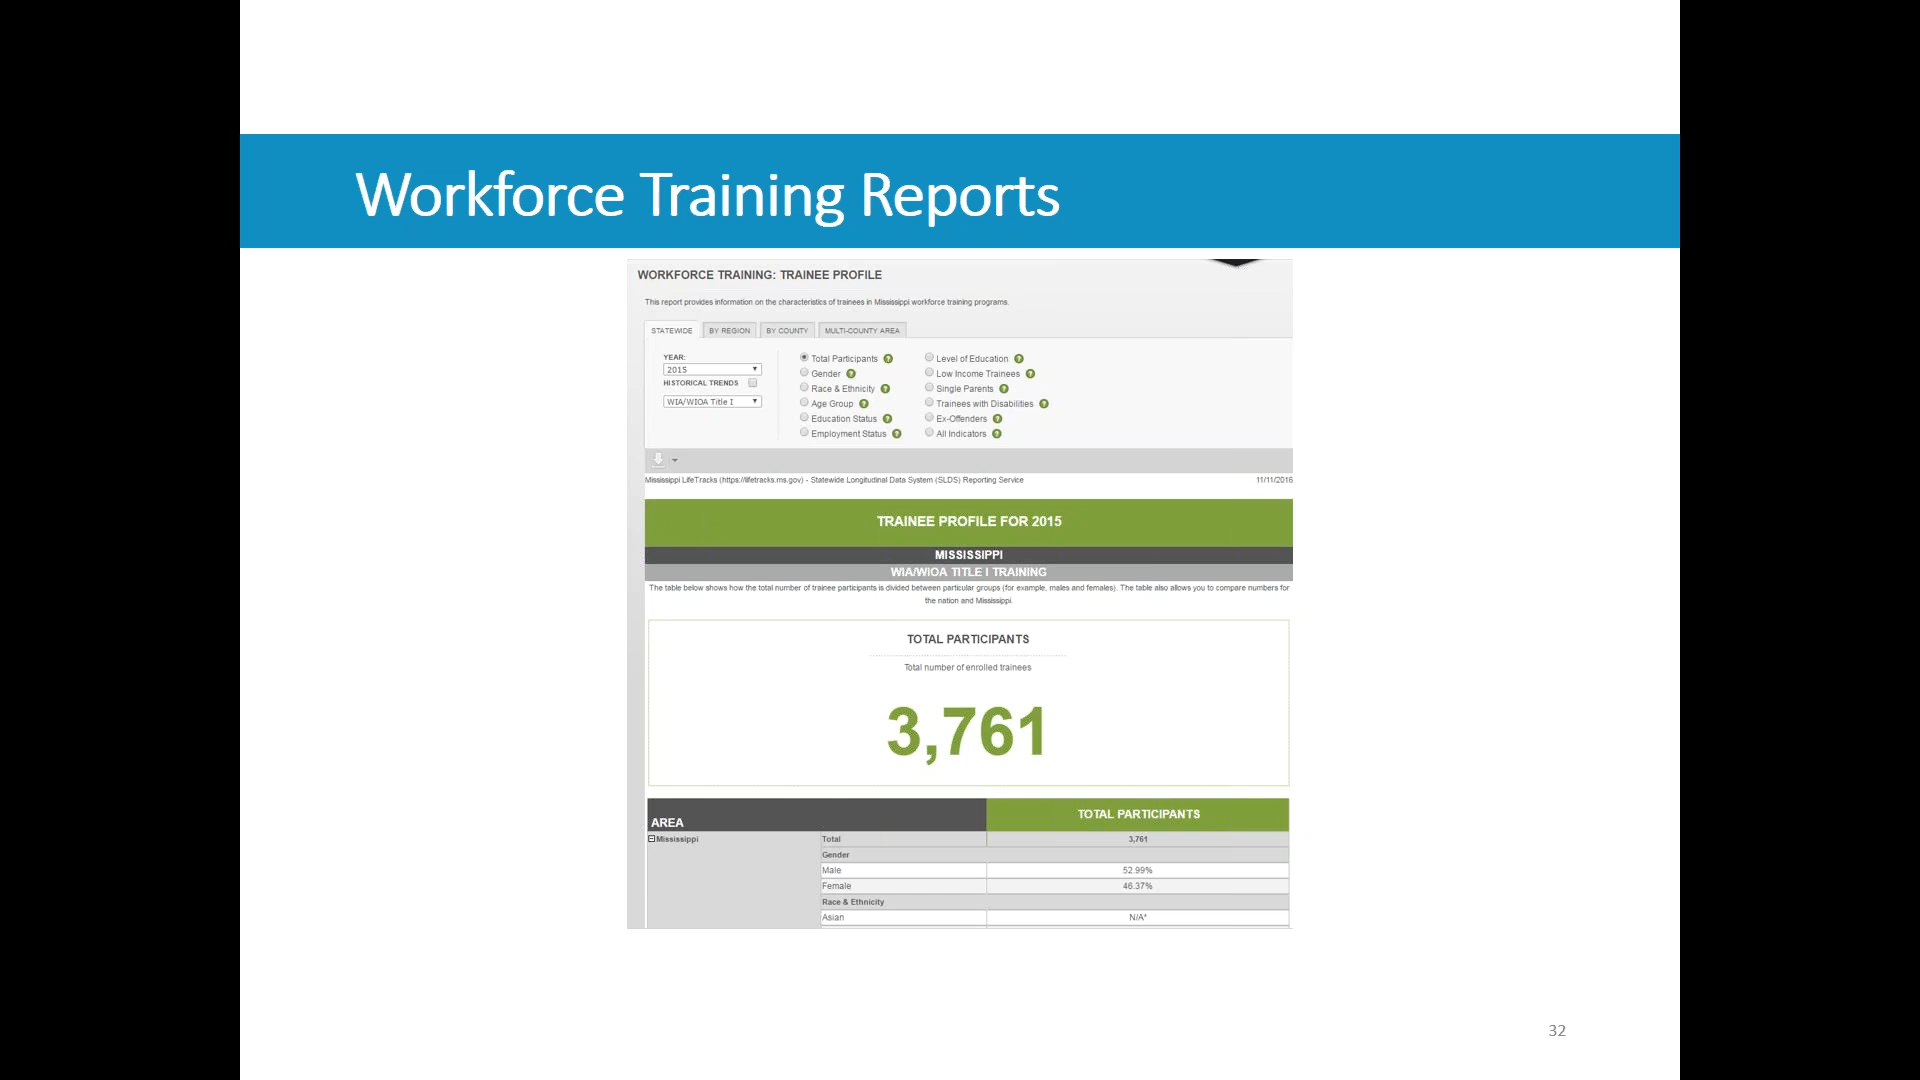 Workforce Training Reports
WORKFORCE TRAINING: TRAINEE PROFILE
This report provides information on the characteristics of trainees in Mississippi workforce training programs.
STATEWIDE BY REGION BY COUNTY MULTI-COUNTY AREA
YEAR:
2015
HISTORICAL TRENDS
WIA/WIOA Title I
Total Participants ?
Gender ?
Race & Ethnicity ?
Age Group ?
Education Status ?
Employment Status ?
Level of Education ?
Low Income Trainees ?
Single Parents ?
Trainees with Disabilities ?
Ex-Offenders ?
All Indicators ?
Mississippi LifeTracks (https://lifetracks.ms.gov) - Statewide Longitudinal Data System (SLDS) Reporting Service 11/11/2016
TRAINEE PROFILE FOR 2015
MISSISSIPPI
WIA/WIOA TITLE I TRAINING
The table below shows how the total number of trainee participants is divided between particular groups (for example, males and females). The table also allows you to compare numbers for
the nation and Mississippi.
TOTAL PARTICIPANTS
Total number of enrolled trainees
3,761
AREA TOTAL PARTICIPANTS
Mississippi Total 3,761
Gender
Male 52.99%
Female 46.37%
Race & Ethnicity
Asian N/A*
32